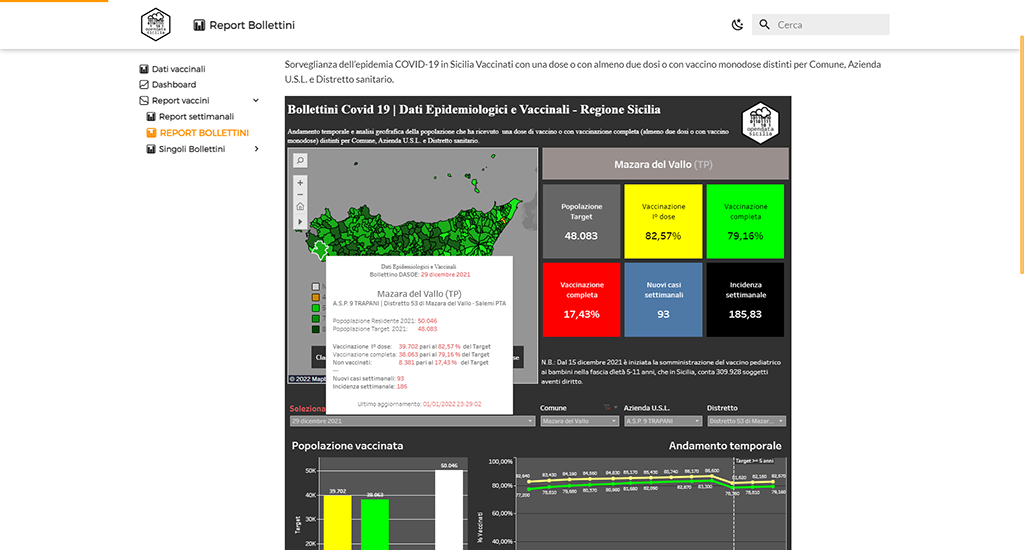 Report Bollettini
Cerca
Dati vaccinali
Dashboard
Report vaccini
Report settimanali
REPORT BOLLETTINI
Singoli Bollettini
Sorveglianza dell'epidemia COVID-19 in Sicilia Vaccinati con una dose o con almeno due dosi o con vaccino monodose distinti per Comune, Azienda
U.S.L. e Distretto sanitario.
Bollettini Covid 19 | Dati Epidemiologici e Vaccinali - Regione Sicilia
Andamento temporale e analisi geofrafica della popolazione che ha ricevuto una dose di vaccino o con vaccinazione completa (almeno due dosi o con vaccino
monodose) distinti per Comune, Azienda U.S.L. e Distretto sanitario.
opendata
sicilia
Mazara del Vallo (TP)
Popolazione
Target
48.083
Vaccinazione
I° dose
82,57%
Vaccinazione
completa
79,16%
Vaccinazione
completa
17,43%
Nuovi casi
settimanali
93
Incidenza
settimanale
185,83
Dati Epidemiologici e Vaccinali
Bollettino DASOE: 29 dicembre 2021
Mazara del Vallo (TP)
A.S.P. 9 TRAPANI | Distretto 53 di Mazara del Vallo - Salemi PTA
Popopolazione Residente 2021: 50.046
Popopolazione Target 2021: 48.083
Vaccinazione I° dose: 39.702 pari al 82,57 % del Target
Vaccinazione completa: 38.063 pari al 79,16 % del Target
Non vaccinati: 8.381 pari al 17,43 % del Target
Nuovi casi settimanali: 93
Incidenza settimanale: 186
Ultimo aggiornamento: 01/01/2022 23:29:02
© 2022 Mapb
N.B.: Dal 15 dicembre 2021 è iniziata la somministrazione del vaccino pediatrico
ai bambini nella fascia d'età 5-11 anni, che in Sicilia, conta 309.928 soggetti
aventi diritto.
Seleziona
29 dicembre 2021
Comune
Mazara del Vallo
Azienda U.S.L.
A.S.P. 9 TRAPANI
Distretto
Distretto 53 di Mazar...
Popolazione vaccinata
50K
40K
30K
20K
Target
39.702
38.063
50.046
Andamento temporale
Target >= 5 anni
100,00%
80,00%
60,00%
40,00%
% Vaccinati